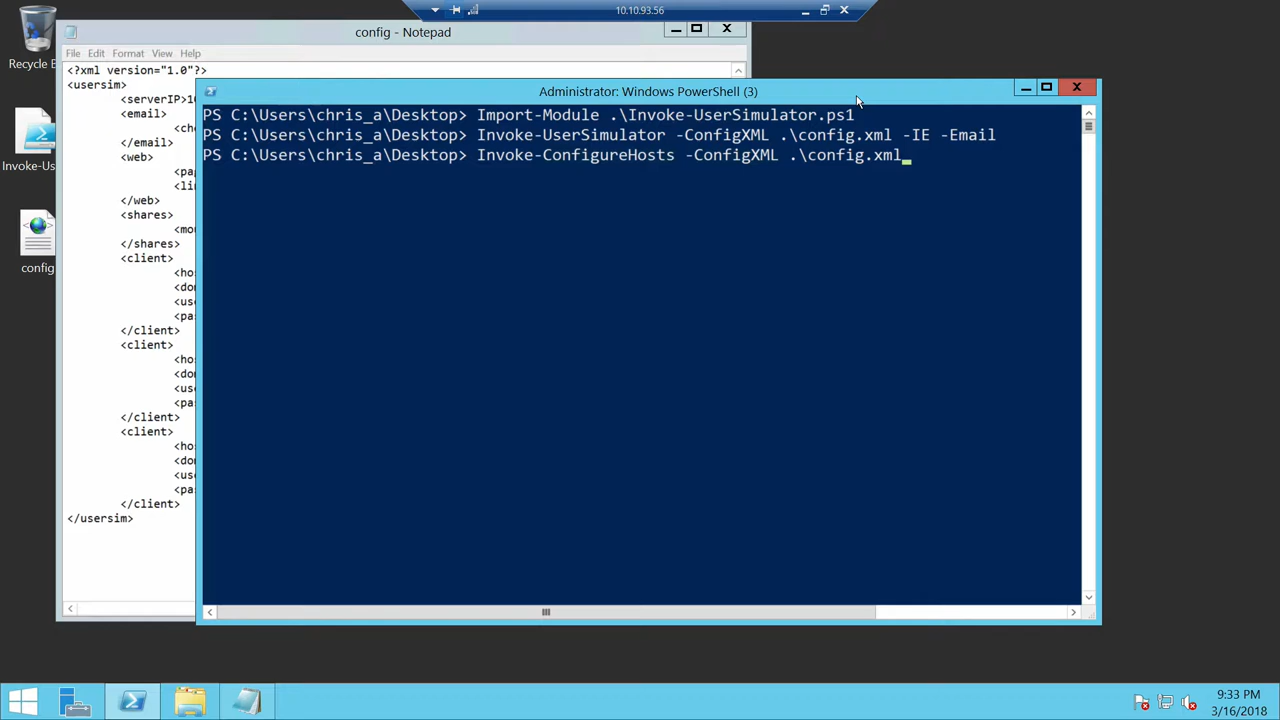 10.10.93.56
Recycle
Invoke-Us
config
config - Notepad
File Edit Format View Help
<?xml version="1.0"?>
<usersim>
<serverIP>
<email>
</email>
<web>
</web>
<shares>
</shares>
<client>
</client>
<client>
</client>
<client>
</client>
</usersim>
Administrator: Windows PowerShell (3)
PS C:\Users\chris_a\Desktop> Import-Module .\Invoke-UserSimulator.ps1
PS C:\Users\chris_a\Desktop> Invoke-UserSimulator -ConfigXML .\config.xml -IE -Email
PS C:\Users\chris_a\Desktop> Invoke-ConfigureHosts -ConfigXML .\config.xml
9:33 PM
3/16/2018